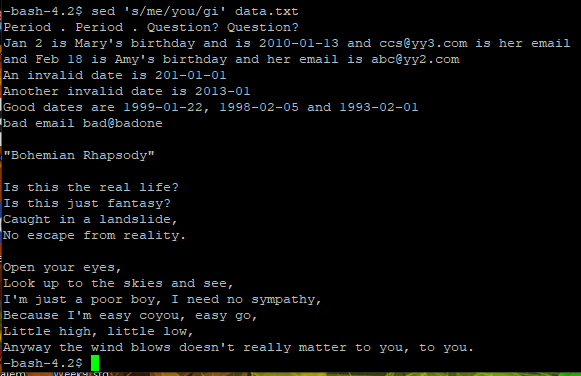 -bash-4.2$ sed 's/me/you/gi' data.txt
Period . Period . Question? Question?
Jan 2 is Mary's birthday and is 2010-01-13 and ccs@yy3.com is her email
and Feb 18 is Amy's birthday and her email is abc@yy2.com
An invalid date is 201-01-01
Another invalid date is 2013-01
Good dates are 1999-01-22, 1998-02-05 and 1993-02-01
bad email bad@badone
"Bohemian Rhapsody"
Is this the real life?
Is this just fantasy?
Caught in a landslide,
No escape from reality.
Open your eyes,
Look up to the skies and see,
I'm just a poor boy, I need no sympathy,
Because I'm easy coyou, easy go,
Little high, little low,
Anyway the wind blows doesn't really matter to you, to you.
-bash-4.2$